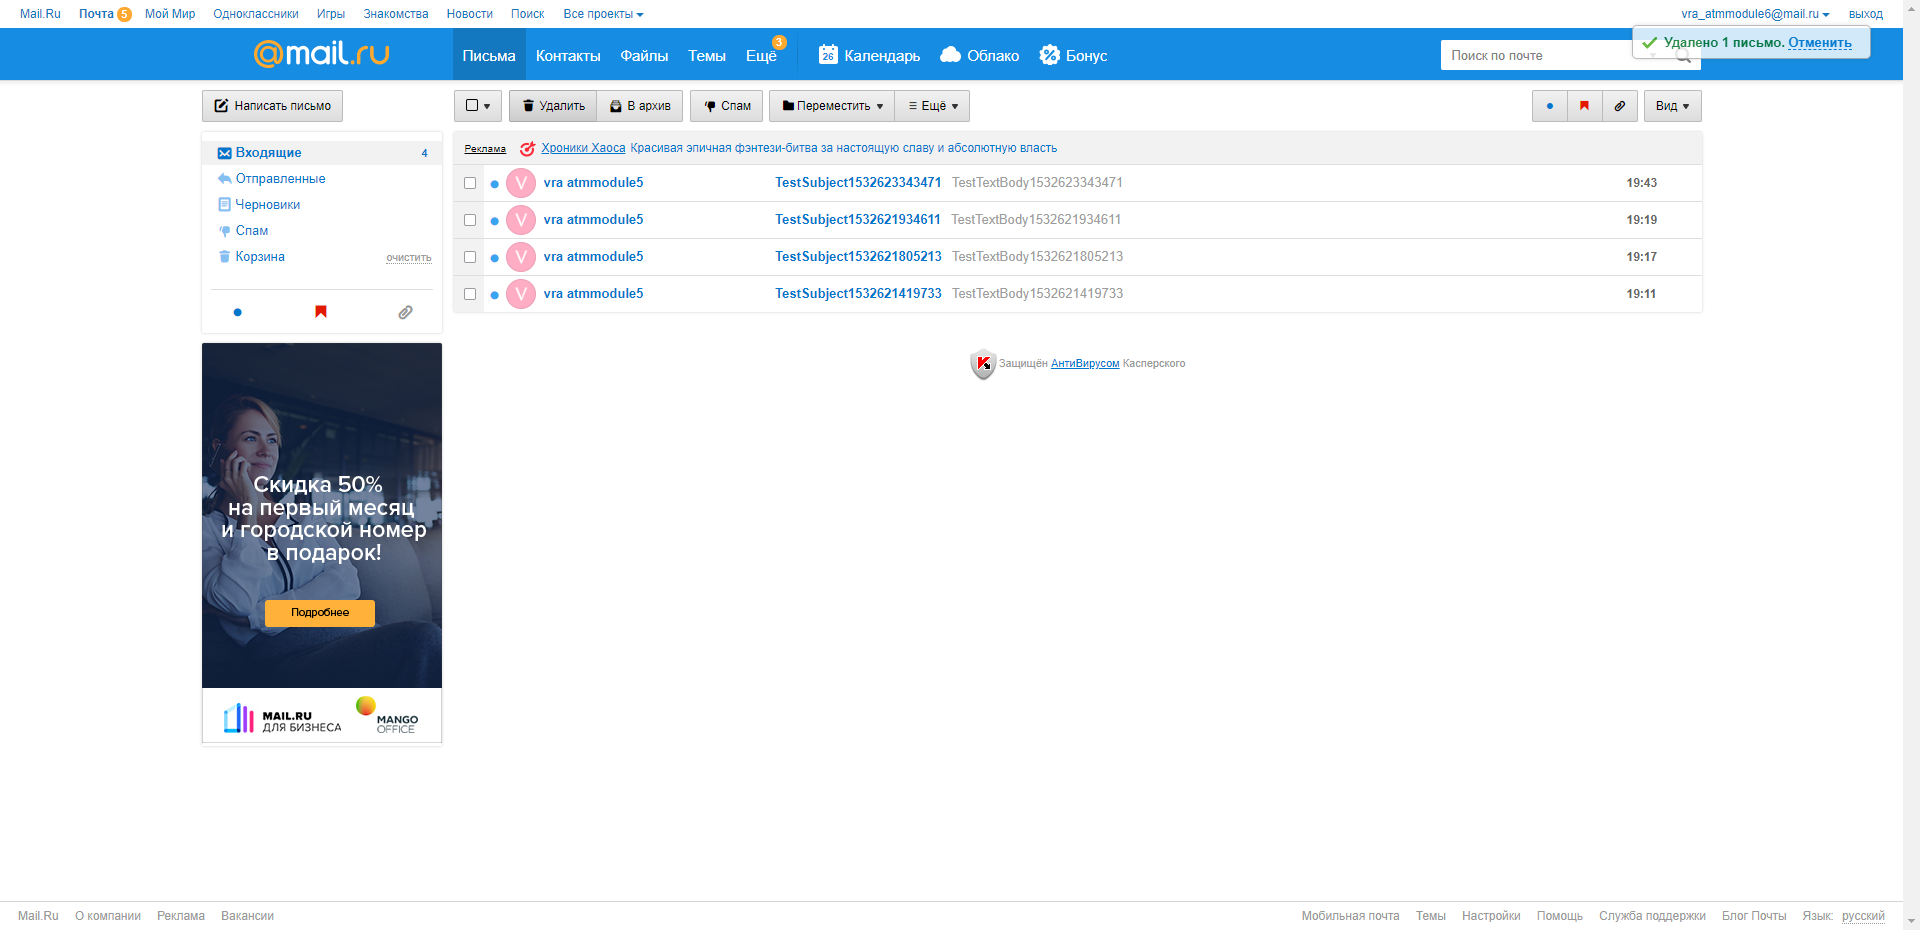 Mail.Ru Почта 5 Мой Мир Одноклассники Игры Знакомства Новости Поиск Все проекты vra_atmmodule6@mail.ru выход
@mail.ru Письма Контакты Файлы Темы Ещё 3 26 Календарь Облако Бонус Поиск по почте
Удалено 1 письмо. Отменить
Написать письмо Удалить В архив Спам Переместить Ещё Вид
Входящие 4
Отправленные
Черновики
Спам
Корзина очистить
Реклама Хроники Хаоса Красивая эпичная фэнтези-битва за настоящую славу и абсолютную власть
V vra atmmodule5 TestSubject1532623343471 TestTextBody1532623343471 19:43
V vra atmmodule5 TestSubject1532621934611 TestTextBody1532621934611 19:19
V vra atmmodule5 TestSubject1532621805213 TestTextBody1532621805213 19:17
V vra atmmodule5 TestSubject1532621419733 TestTextBody1532621419733 19:11
Защищён АнтиВирусом Касперского
Скидка 50%
на первый месяц
и городской номер
в подарок!
Подробнее
MAIL.RU
ДЛЯ БИЗНЕСА
MANGO
OFFICE
Mail.Ru О компании Реклама Вакансии Мобильная почта Темы Настройки Помощь Служба поддержки Блог Почты Язык: русский